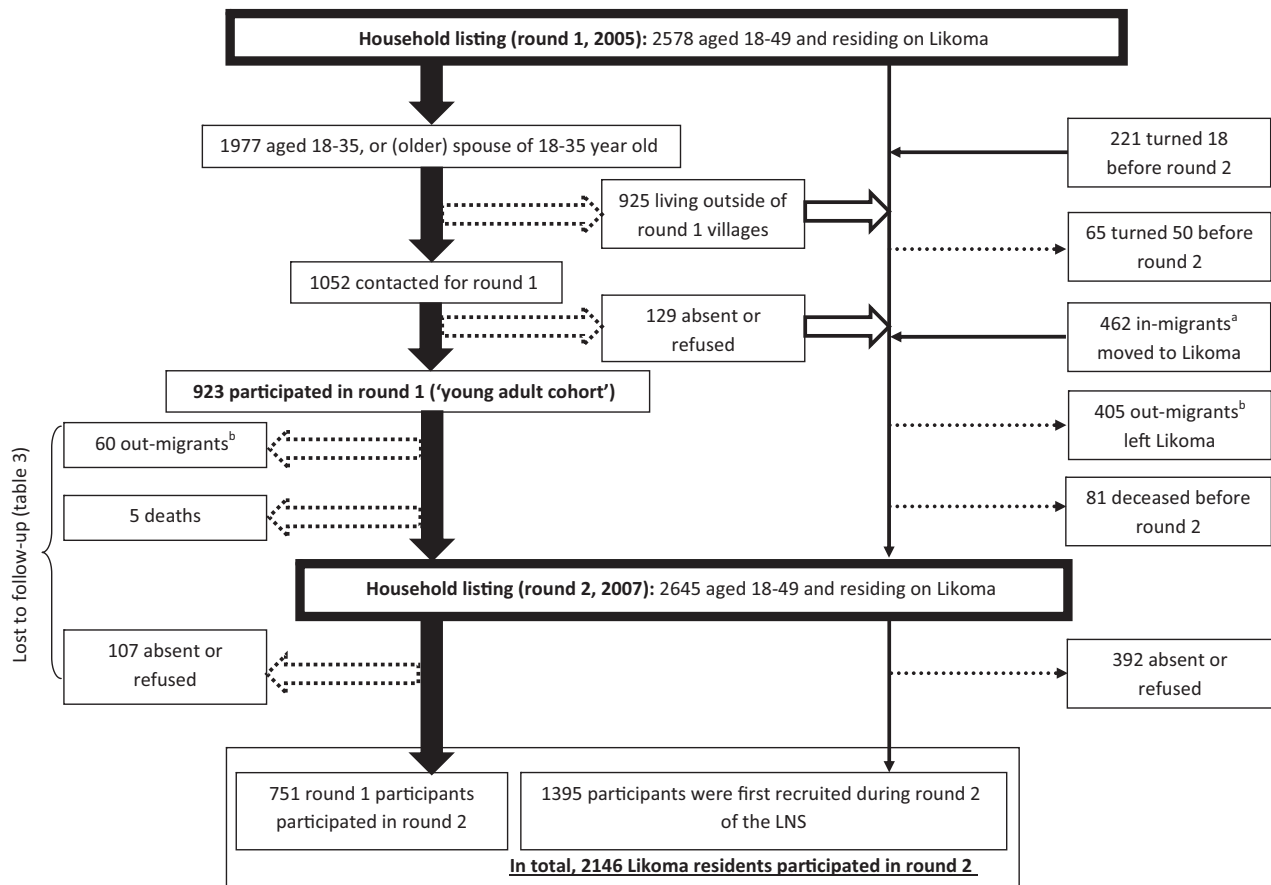 Household listing (round 1, 2005): 2578 aged 18-49 and residing on Likoma
1977 aged 18-35, or (older) spouse of 18-35 year old
221 turned 18
before round 2
925 living outside of
round 1 villages
65 turned 50 before
round 2
1052 contacted for round 1
129 absent or
refused
462 in-migrantsᵃ
moved to Likoma
923 participated in round 1 (‘young adult cohort’)
405 out-migrantsᵇ
left Likoma
Lost to follow-up (table 3)
60 out-migrantsᵇ
5 deaths
81 deceased before
round 2
Household listing (round 2, 2007): 2645 aged 18-49 and residing on Likoma
107 absent or
refused
392 absent or
refused
751 round 1 participants
participated in round 2
1395 participants were first recruited during round 2
of the LNS
In total, 2146 Likoma residents participated in round 2